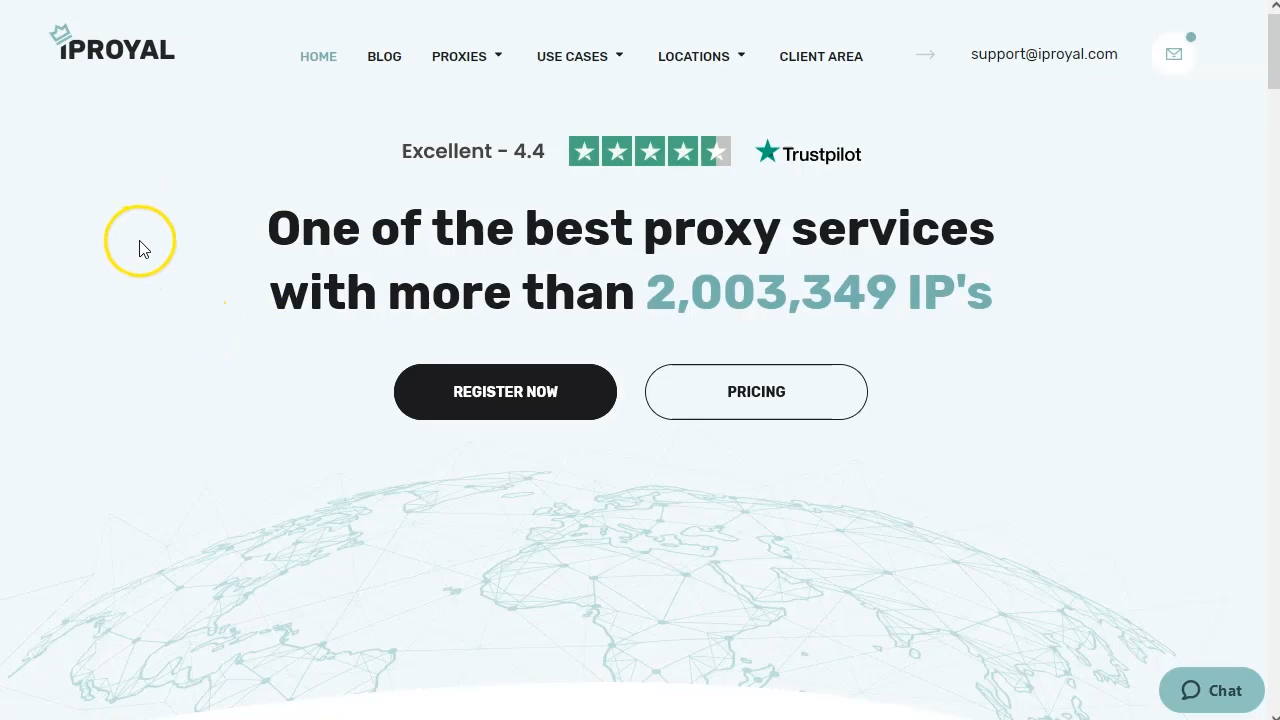 IPROYAL
HOME BLOG PROXIES USE CASES LOCATIONS CLIENT AREA support@iproyal.com
Excellent - 4.4 Trustpilot
One of the best proxy services
with more than 2,003,349 IP's
REGISTER NOW PRICING
Chat